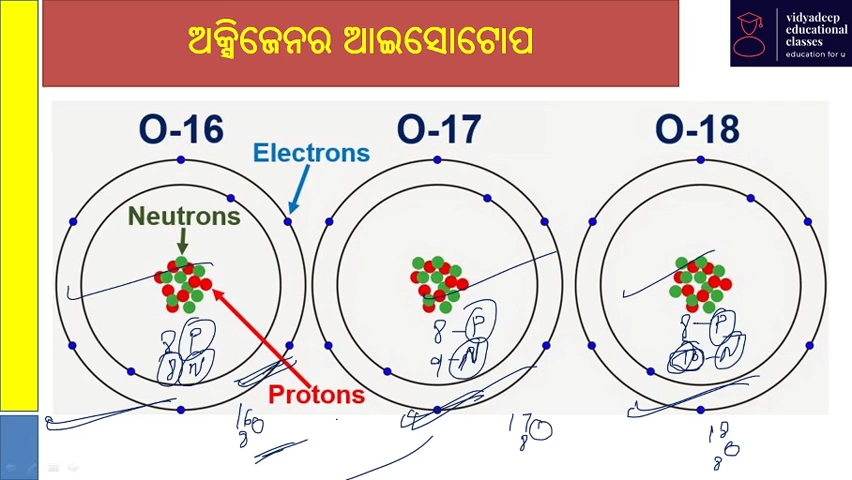 ଅକ୍ସିଜେନର ଆଇସୋଟୋପ
vidyadeep
educational
classes
education for u
O-16
O-17
O-18
Electrons
Neutrons
Protons
8 P
8 N
8 - P
9 - N
8 - P
10 - N
16
8 O
17
8 O
18
8 O